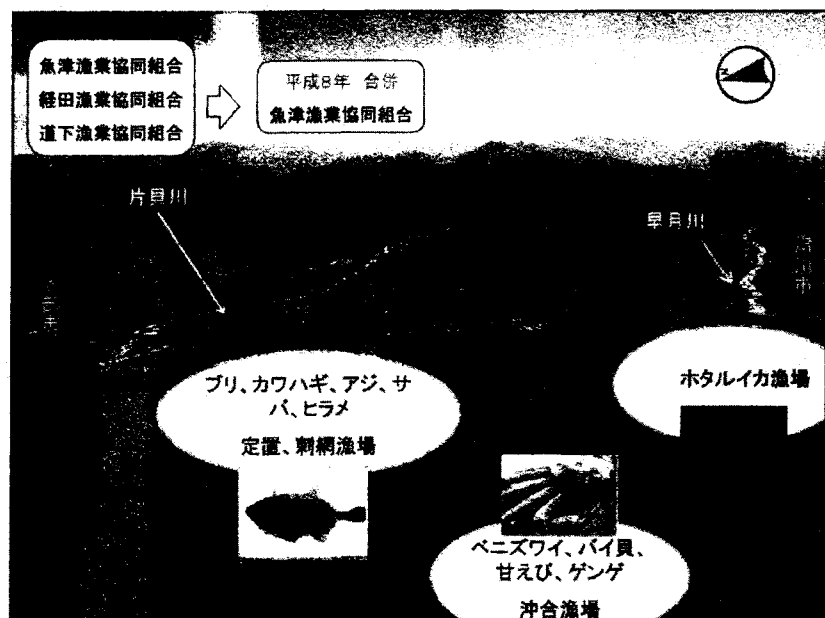 魚津漁業協同組合
経田漁業協同組合
道下漁業協同組合
平成8年 合併
魚津漁業協同組合
片貝川
早月川
ブリ、カワハギ、アジ、サ
バ、ヒラメ
定置、刺網漁場
ホタルイカ漁場
ベニズワイ、バイ貝、
甘えび、ゲンゲ
沖合漁場